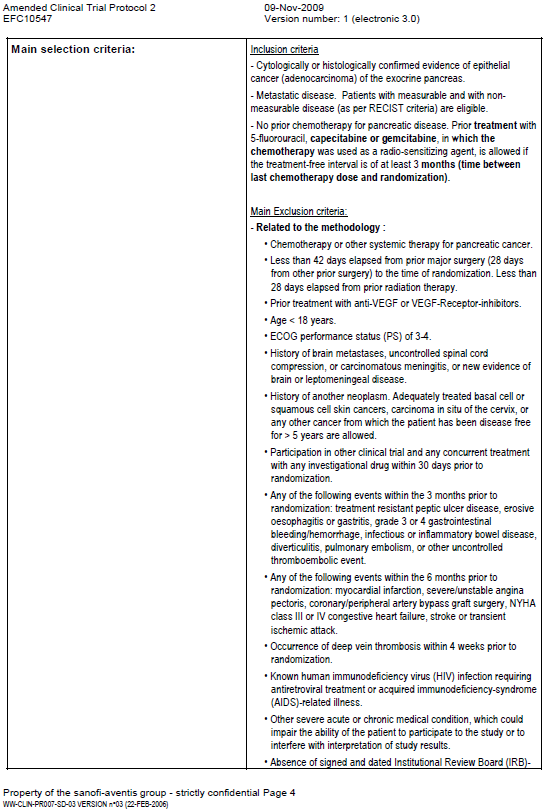 Amended Clinical Trial Protocol 2
09-Nov-2009
EFC10547
Version number: 1 (electronic 3.0)
Main selection criteria:
Inclusion criteria
- Cytologically or histologically confirmed evidence of epithelial
cancer (adenocarcinoma) of the exocrine pancreas.
- Metastatic disease. Patients with measurable and with non-
measurable disease (as per RECIST criteria) are eligible.
- No prior chemotherapy for pancreatic disease. Prior treatment with
5-fluorouracil, capecitabine or gemcitabine, in which the
chemotherapy was used as a radio-sensitizing agent, is allowed if
the treatment-free interval is of at least 3 months (time between
last chemotherapy dose and randomization).
Main Exclusion criteria:
- Related to the methodology :
• Chemotherapy or other systemic therapy for pancreatic cancer.
• Less than 42 days elapsed from prior major surgery (28 days
from other prior surgery) to the time of randomization. Less than
28 days elapsed from prior radiation therapy.
• Prior treatment with anti-VEGF or VEGF-Receptor-inhibitors.
• Age < 18 years.
• ECOG performance status (PS) of 3-4.
• History of brain metastases, uncontrolled spinal cord
compression, or carcinomatous meningitis, or new evidence of
brain or leptomeningeal disease.
• History of another neoplasm. Adequately treated basal cell or
squamous cell skin cancers, carcinoma in situ of the cervix, or
any other cancer from which the patient has been disease free
for > 5 years are allowed.
• Participation in other clinical trial and any concurrent treatment
with any investigational drug within 30 days prior to
randomization.
• Any of the following events within the 3 months prior to
randomization: treatment resistant peptic ulcer disease, erosive
oesophagitis or gastritis, grade 3 or 4 gastrointestinal
bleeding/hemorrhage, infectious or inflammatory bowel disease,
diverticulitis, pulmonary embolism, or other uncontrolled
thromboembolic event.
• Any of the following events within the 6 months prior to
randomization: myocardial infarction, severe/unstable angina
pectoris, coronary/peripheral artery bypass graft surgery, NYHA
class III or IV congestive heart failure, stroke or transient
ischemic attack.
• Occurrence of deep vein thrombosis within 4 weeks prior to
randomization.
• Known human immunodeficiency virus (HIV) infection requiring
antiretroviral treatment or acquired immunodeficiency-syndrome
(AIDS)-related illness.
• Other severe acute or chronic medical condition, which could
impair the ability of the patient to participate to the study or to
interfere with interpretation of study results.
• Absence of signed and dated Institutional Review Board (IRB)-
Property of the sanofi-aventis group - strictly confidential Page 4
WW-CLIN-PR007-SD-03 VERSION n°03 (22-FEB-2006)